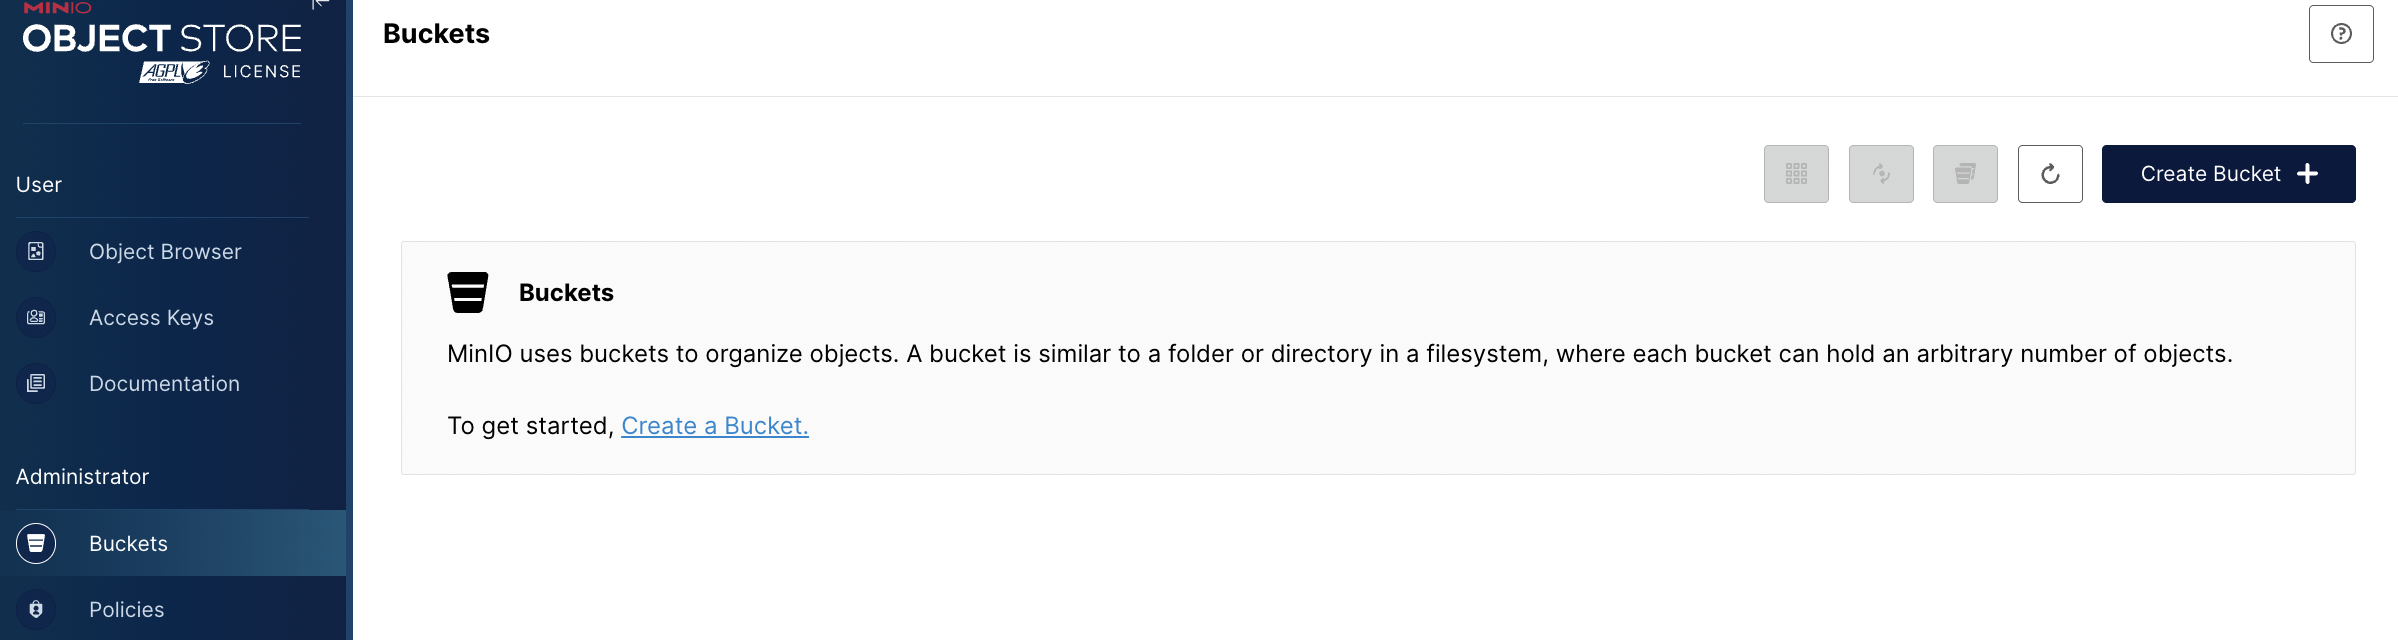 MINIO
OBJECT STORE
AGPL v3 LICENSE
User
Object Browser
Access Keys
Documentation
Administrator
Buckets
Policies
Buckets
Create Bucket
Buckets
MinIO uses buckets to organize objects. A bucket is similar to a folder or directory in a filesystem, where each bucket can hold an arbitrary number of objects.
To get started, Create a Bucket.